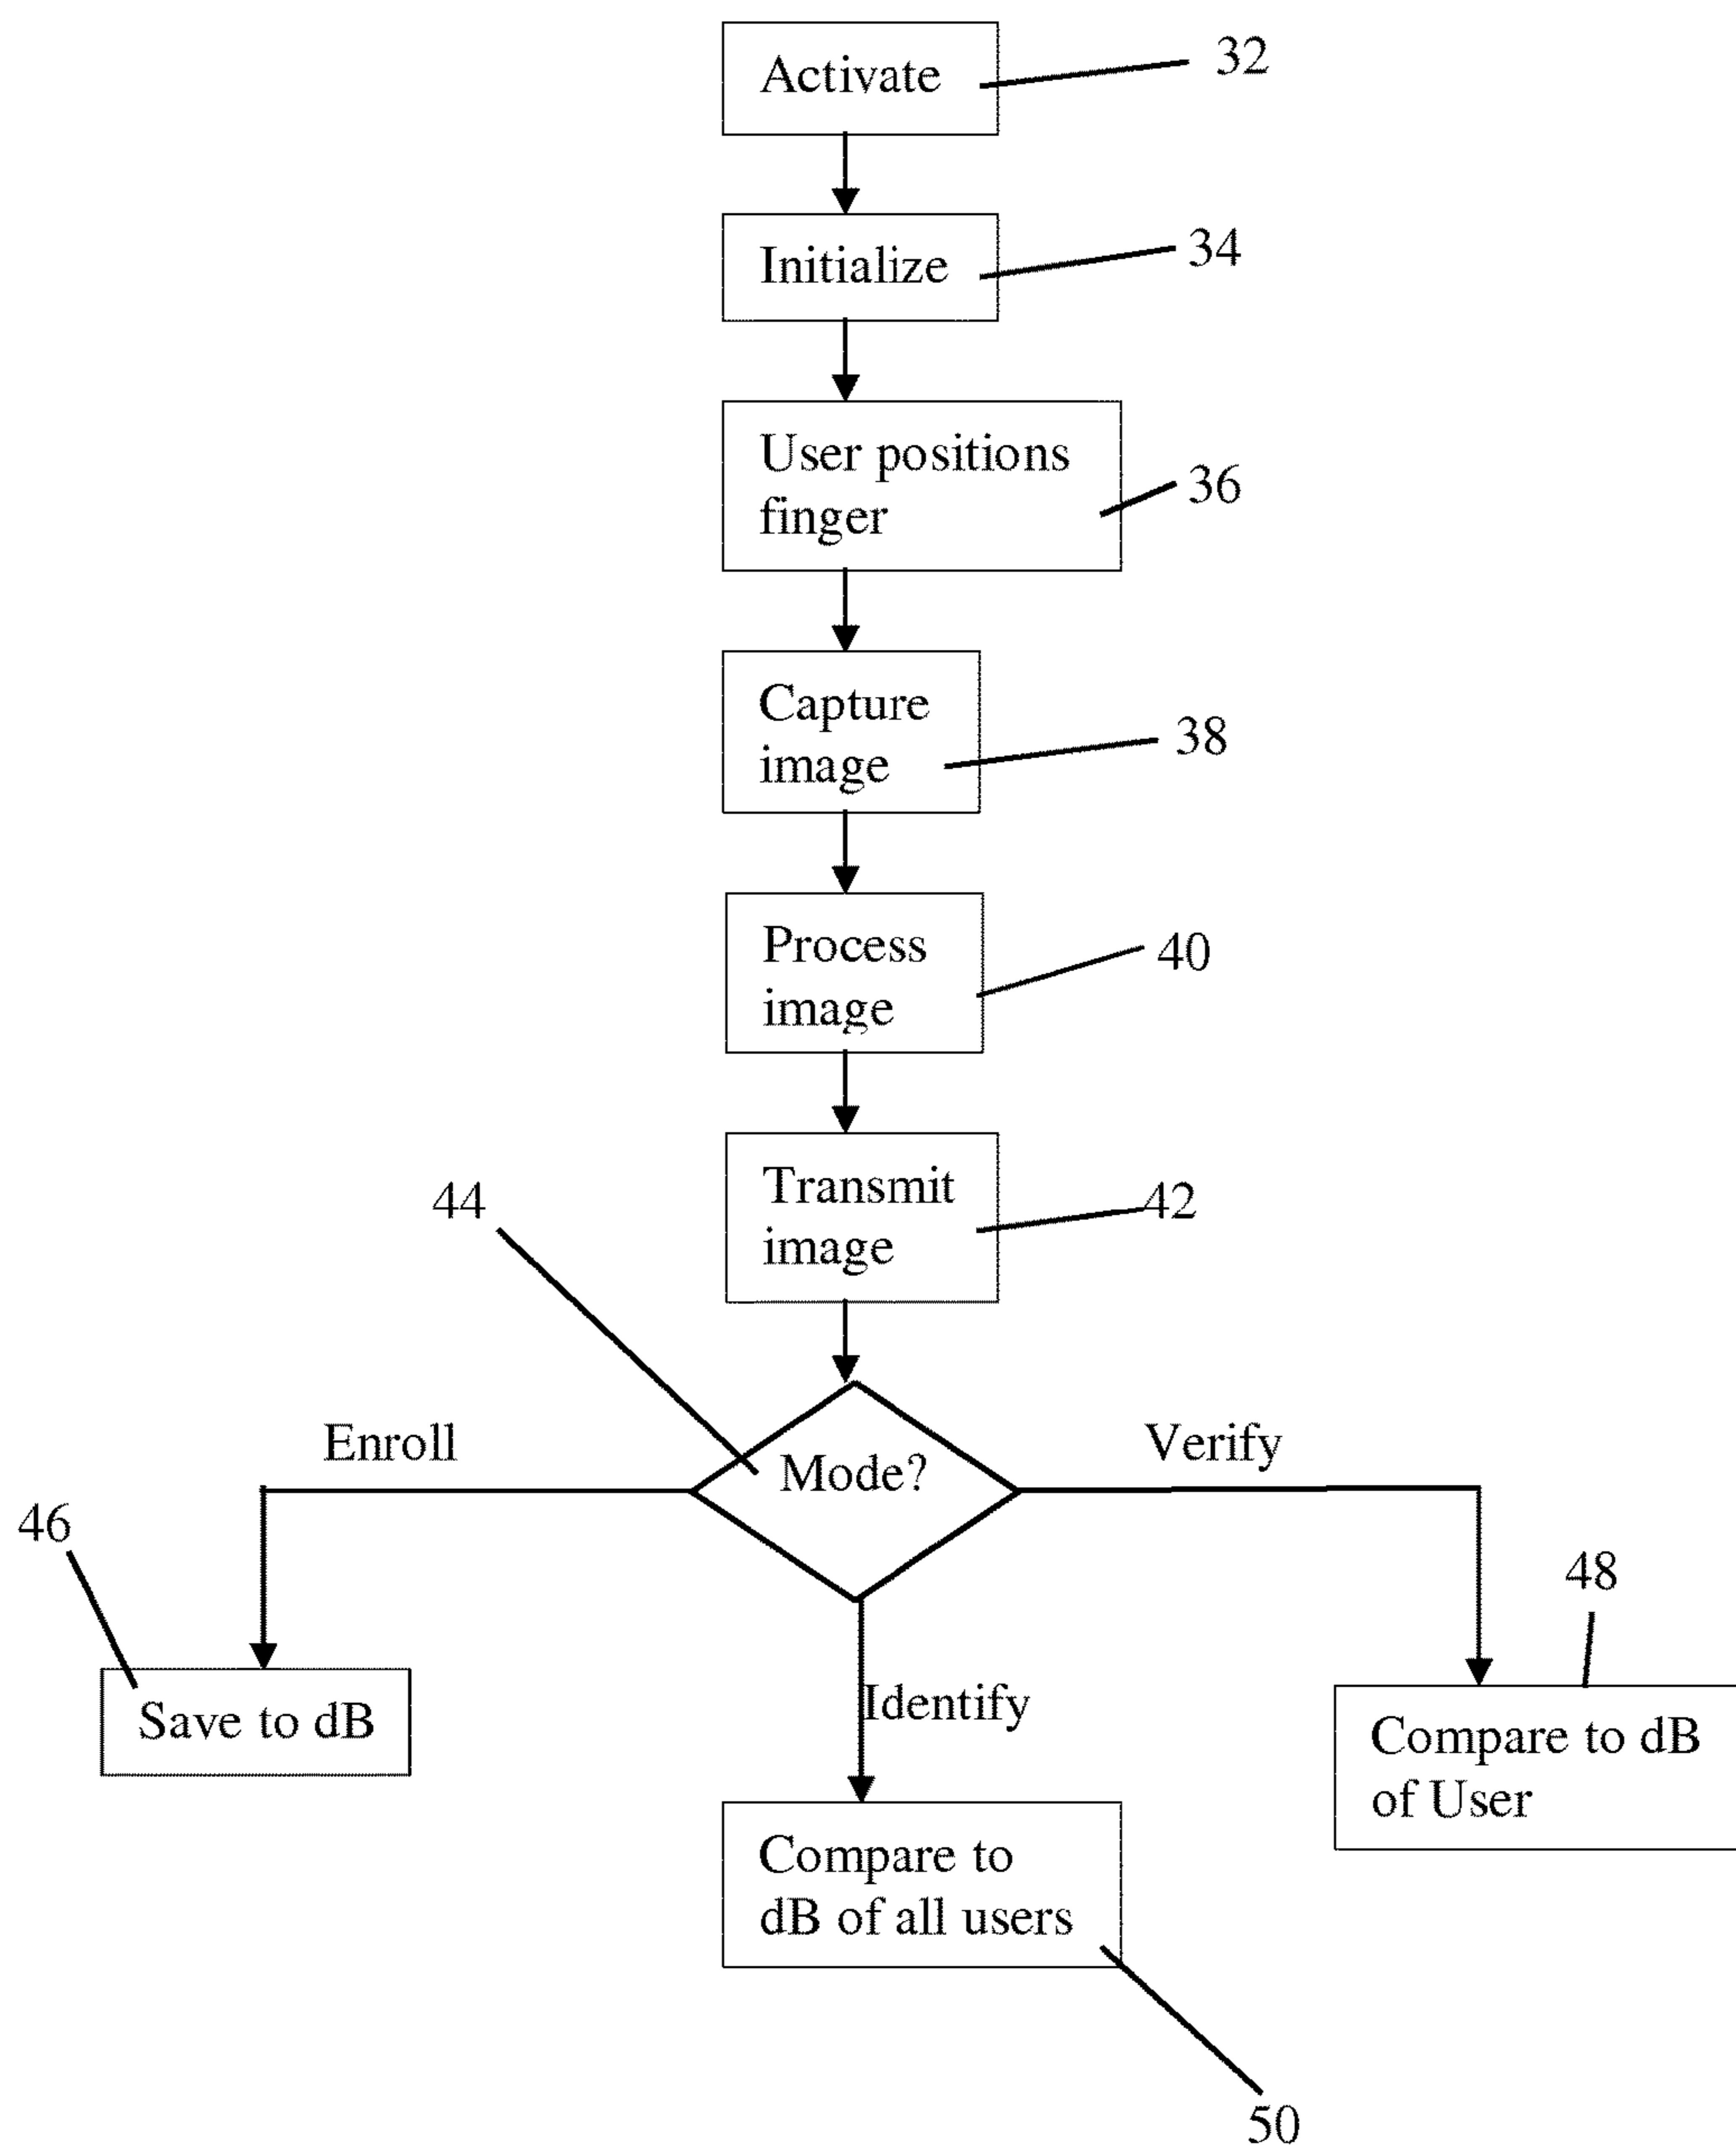 Activate
32
Initialize
34
User positions
finger
36
Capture
image
38
Process
image
40
Transmit
image
42
44
Mode?
Enroll
Verify
46
Save to dB
48
Compare to dB
of User
Identify
Compare to
dB of all users
50